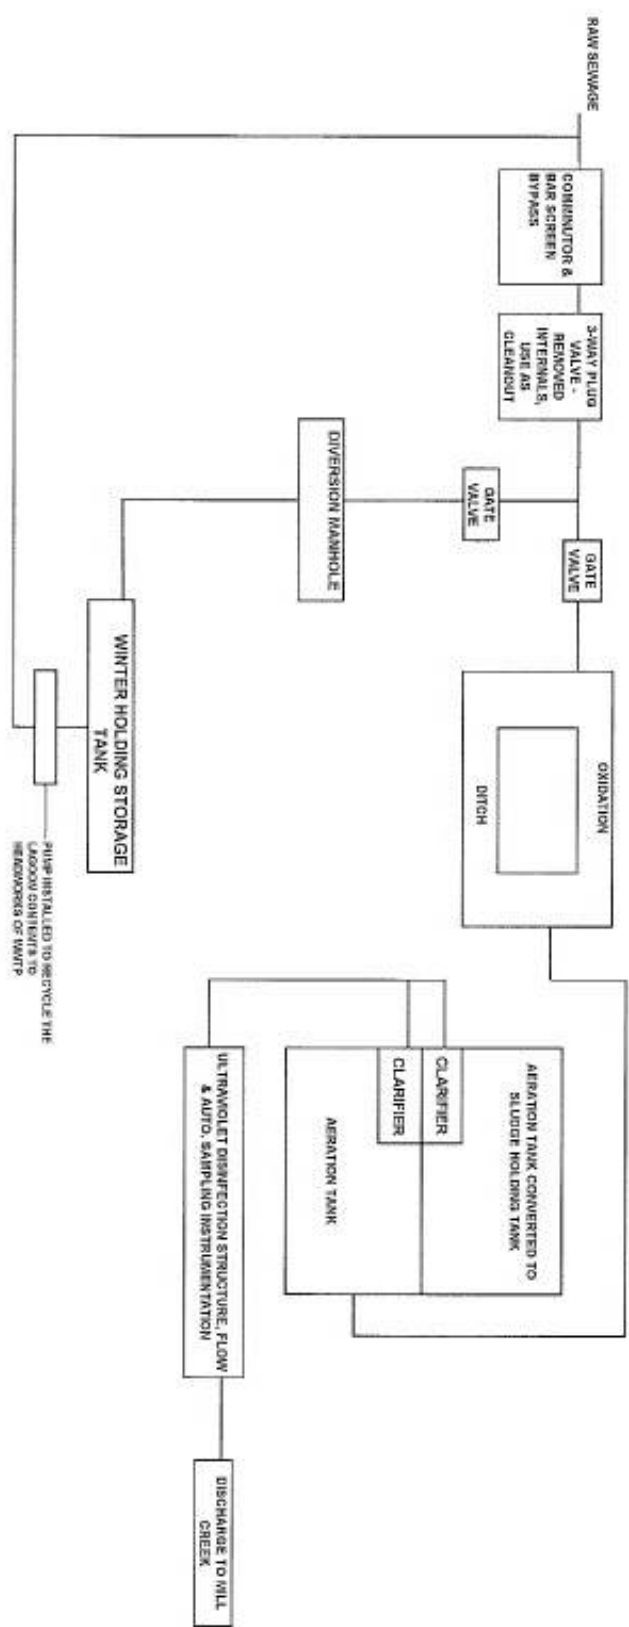 RAW SEWAGE
COMMINUTOR &
BAR SCREEN
BYPASS
3-WAY PLUG
VALVE -
REMOVED
INTERNALS,
USE AS
CLEANOUT
GATE
VALVE
GATE
VALVE
DIVERSION MANHOLE
WINTER HOLDING STORAGE
TANK
PUMP INSTALLED TO RECYCLE THE
LAGOON CONTENTS TO
HEADWORKS OF WWTP
OXIDATION
DITCH
AERATION TANK CONVERTED TO
SLUDGE HOLDING TANK
CLARIFIER
CLARIFIER
AERATION TANK
ULTRAVIOLET DISINFECTION STRUCTURE, FLOW
& AUTO. SAMPLING INSTRUMENTATION
DISCHARGE TO MILL
CREEK